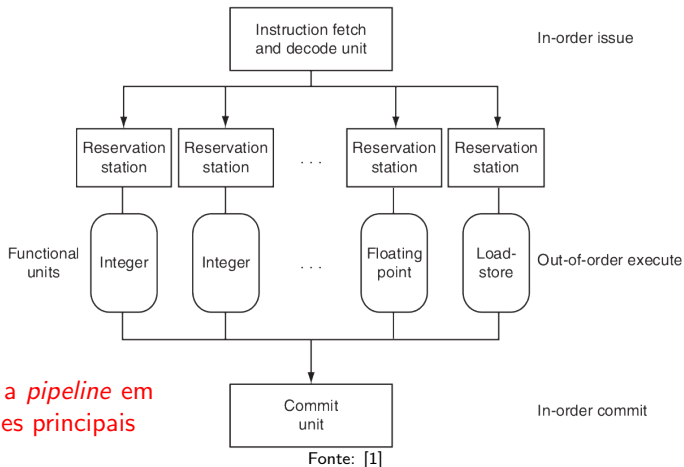 Instruction fetch
and decode unit
In-order issue
Reservation
station
Reservation
station
. . .
Reservation
station
Reservation
station
Functional
units
Integer
Integer
. . .
Floating
point
Load-
store
Out-of-order execute
a pipeline em
es principais
Commit
unit
In-order commit
Fonte: [1]